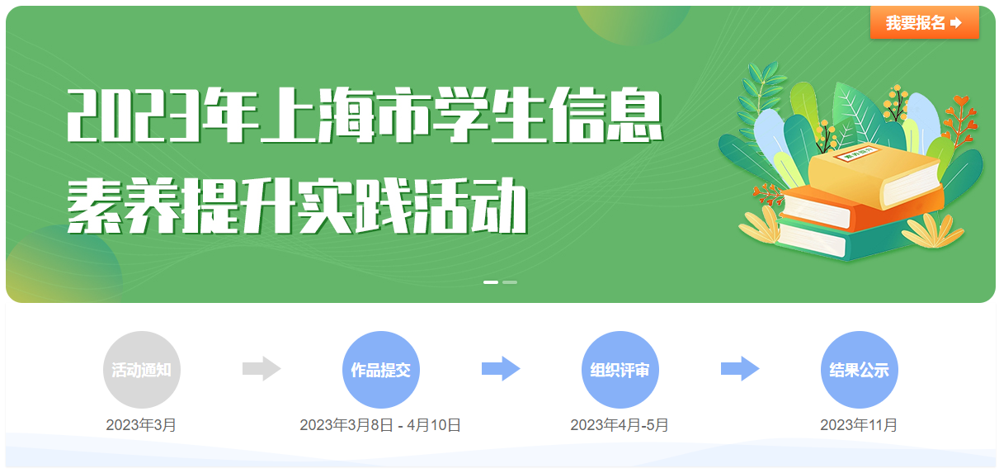 我要报名
2023年上海市学生信息
素养提升实践活动
素养提升
活动通知
作品提交
组织评审
结果公示
2023年3月
2023年3月8日 - 4月10日
2023年4月-5月
2023年11月